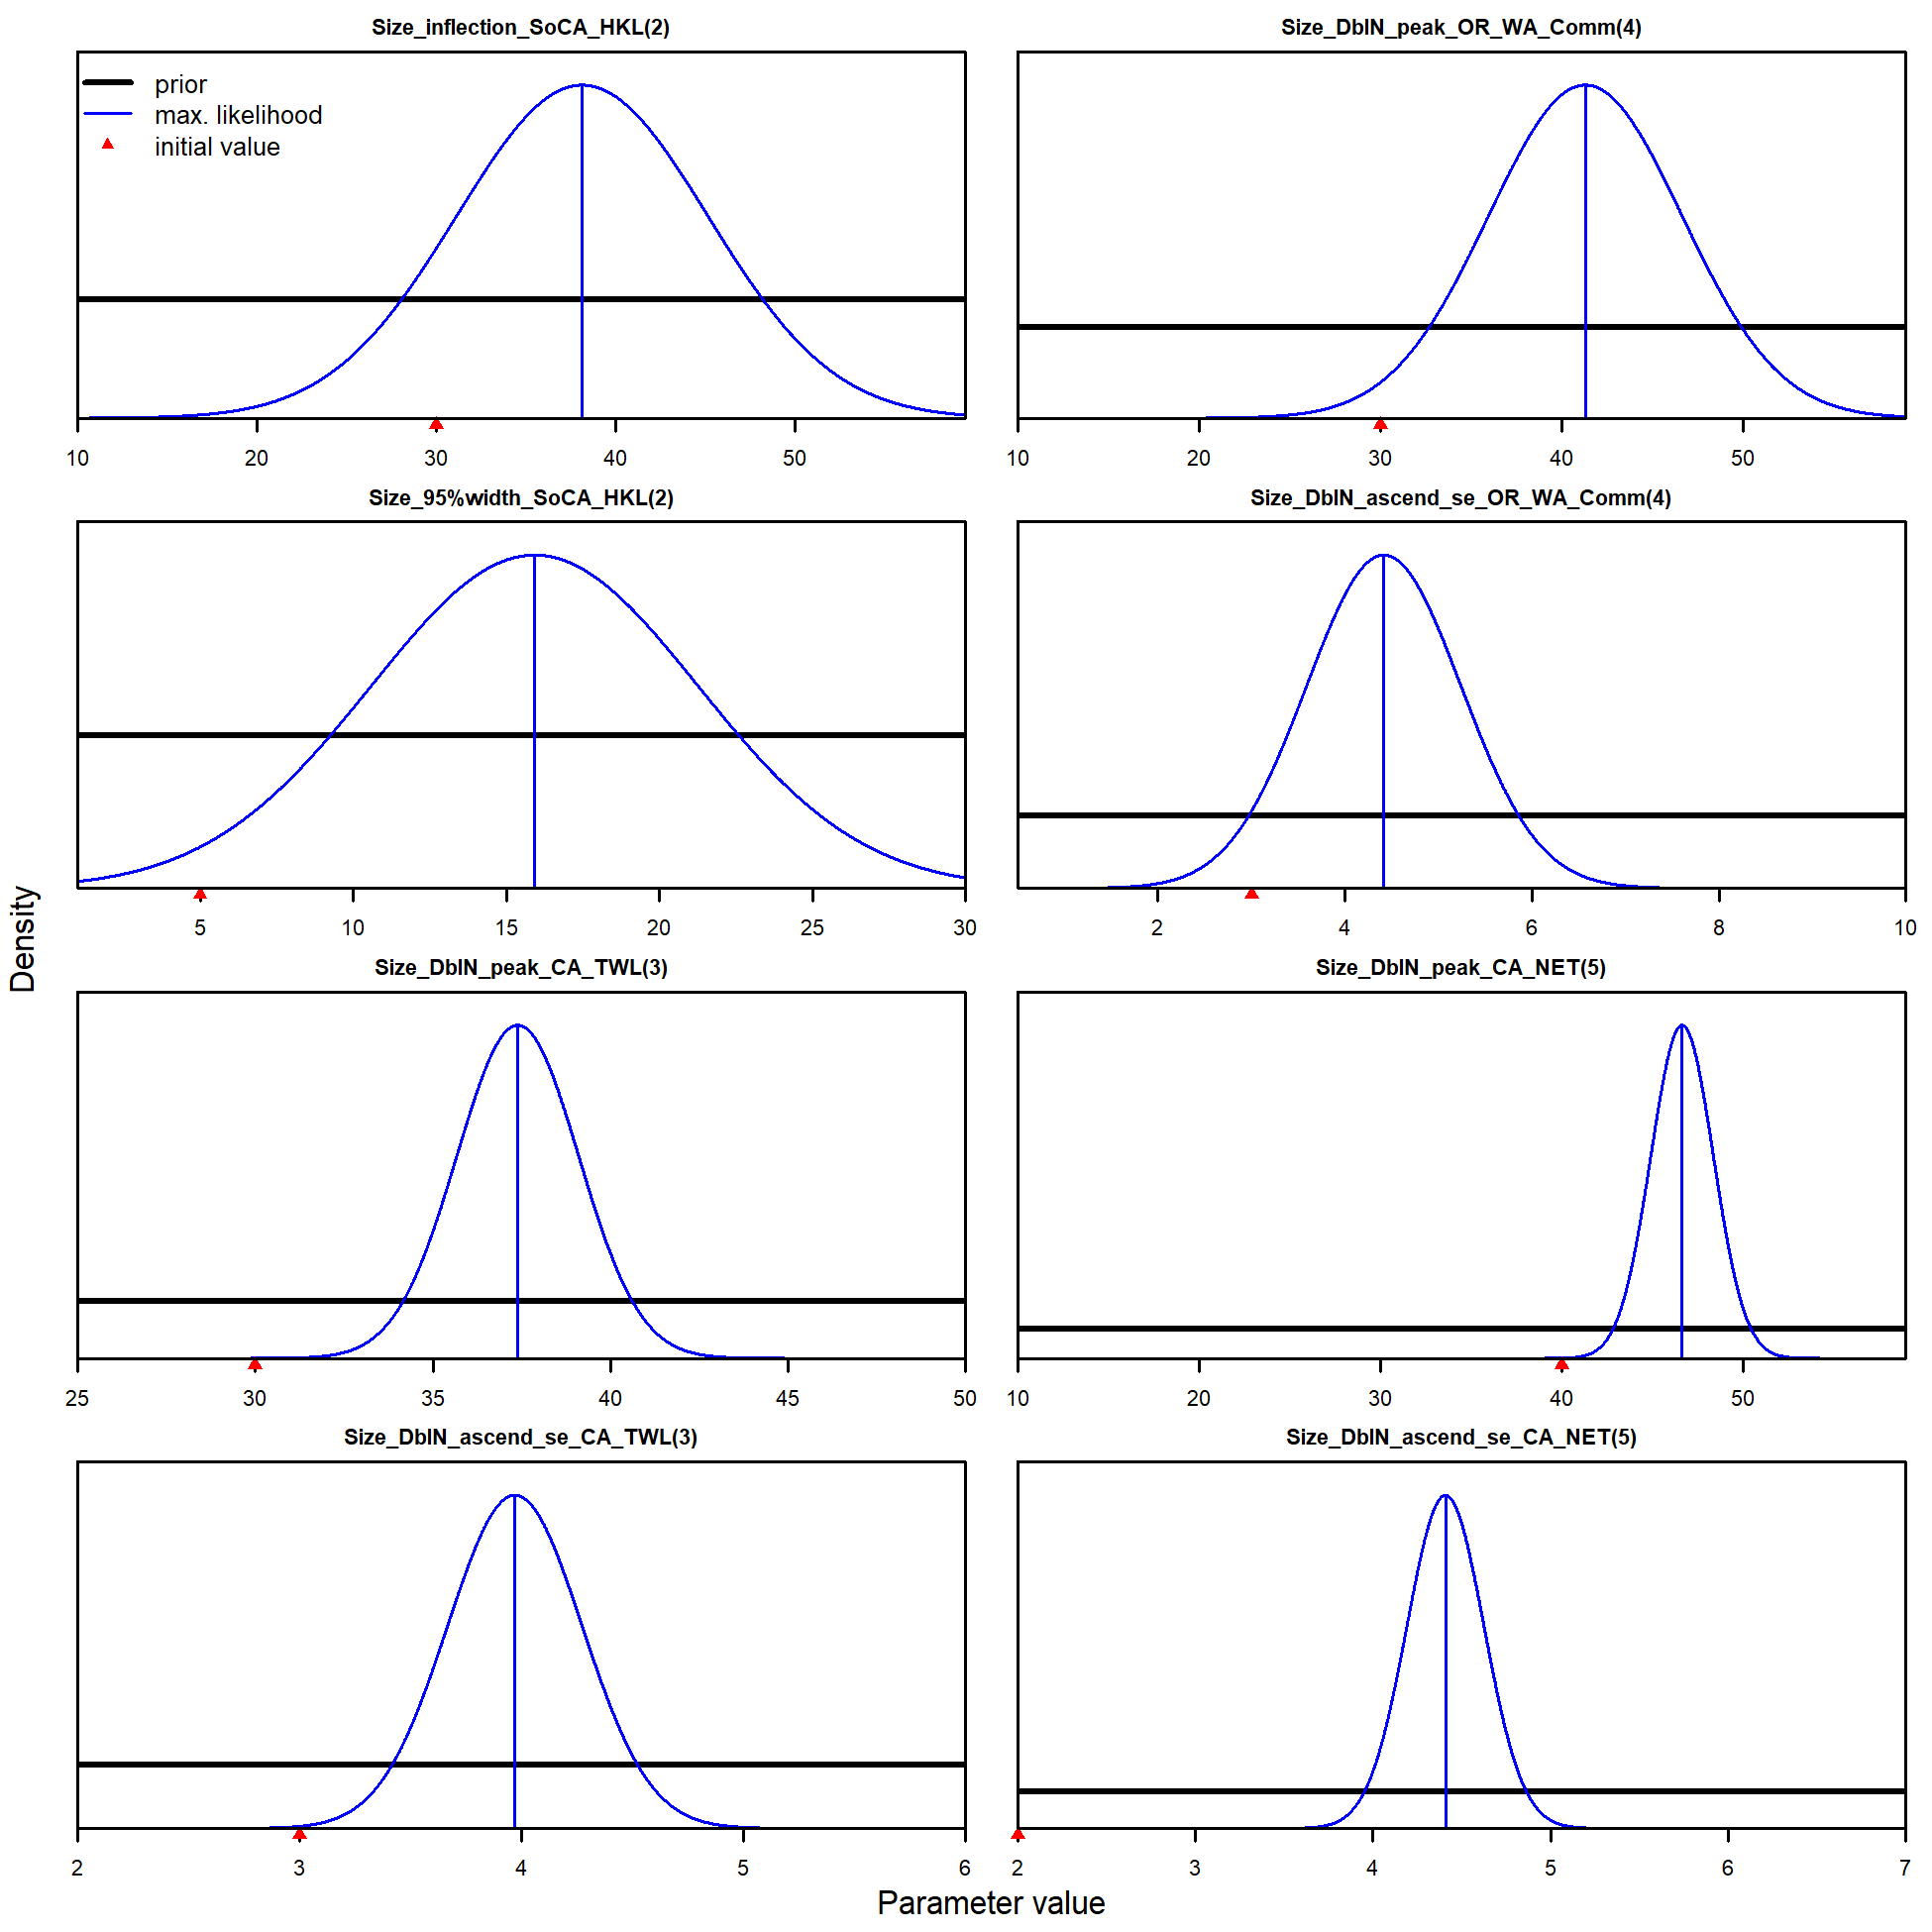 Size_inflection_SoCA_HKL(2)
prior
max. likelihood
initial value
10 20 30 40 50
Size_DblN_peak_OR_WA_Comm(4)
10 20 30 40 50
Size_95%width_SoCA_HKL(2)
5 10 15 20 25 30
Size_DblN_ascend_se_OR_WA_Comm(4)
2 4 6 8 10
Size_DblN_peak_CA_TWL(3)
25 30 35 40 45 50
Size_DblN_peak_CA_NET(5)
10 20 30 40 50
Size_DblN_ascend_se_CA_TWL(3)
2 3 4 5 6
Size_DblN_ascend_se_CA_NET(5)
2 3 4 5 6 7
Density
Parameter value